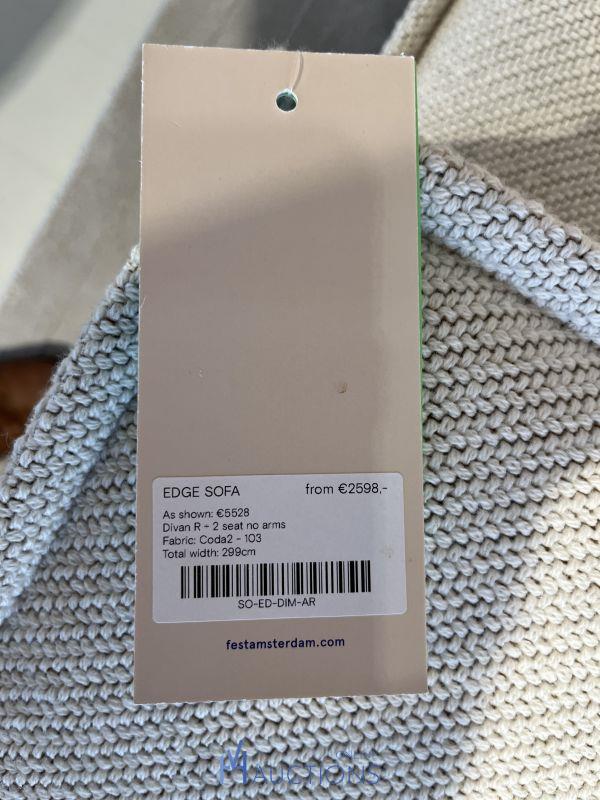 EDGE SOFA from €2598,-
As shown: €5528
Divan R + 2 seat no arms
Fabric: Coda2 - 103
Total width: 299cm
SO-ED-DIM-AR
festamsterdam.com
AUCTIONS